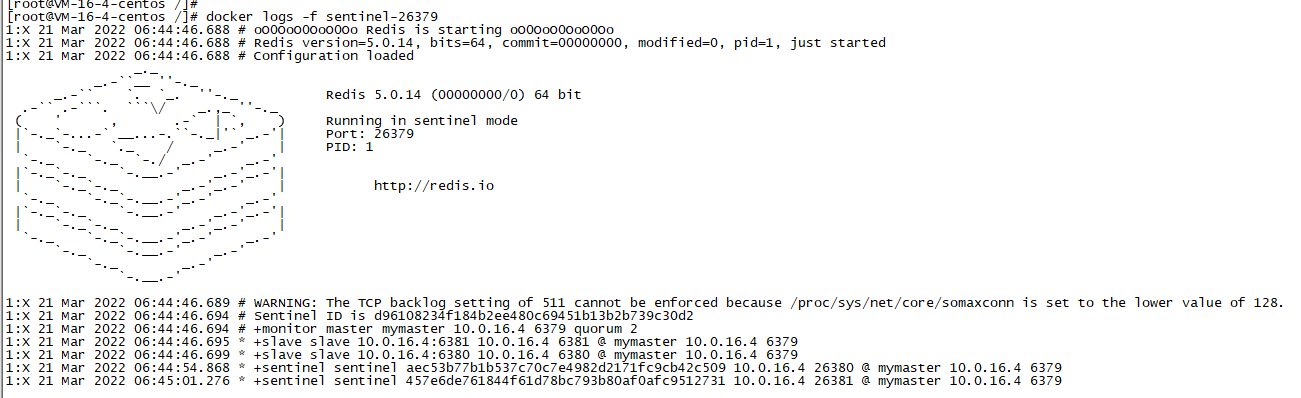 [root@VM-16-4-centos /]#
[root@VM-16-4-centos /]# docker logs -f sentinel-26379
1:X 21 Mar 2022 06:44:46.688 # oO0OoO0OoO0Oo Redis is starting oO0OoO0OoO0Oo
1:X 21 Mar 2022 06:44:46.688 # Redis version=5.0.14, bits=64, commit=00000000, modified=0, pid=1, just started
1:X 21 Mar 2022 06:44:46.688 # Configuration loaded
Redis 5.0.14 (00000000/0) 64 bit
Running in sentinel mode
Port: 26379
PID: 1
http://redis.io
1:X 21 Mar 2022 06:44:46.689 # WARNING: The TCP backlog setting of 511 cannot be enforced because /proc/sys/net/core/somaxconn is set to the lower value of 128.
1:X 21 Mar 2022 06:44:46.694 # Sentinel ID is d96108234f184b2ee480c69451b13b2b739c30d2
1:X 21 Mar 2022 06:44:46.694 # +monitor master mymaster 10.0.16.4 6379 quorum 2
1:X 21 Mar 2022 06:44:46.695 * +slave slave 10.0.16.4:6381 10.0.16.4 6381 @ mymaster 10.0.16.4 6379
1:X 21 Mar 2022 06:44:46.699 * +slave slave 10.0.16.4:6380 10.0.16.4 6380 @ mymaster 10.0.16.4 6379
1:X 21 Mar 2022 06:44:54.868 * +sentinel sentinel aec53b77b1b537c70c7e4982d2171fc9cb42c509 10.0.16.4 26380 @ mymaster 10.0.16.4 6379
1:X 21 Mar 2022 06:45:01.276 * +sentinel sentinel 457e6de761844f61d78bc793b80af0afc9512731 10.0.16.4 26381 @ mymaster 10.0.16.4 6379